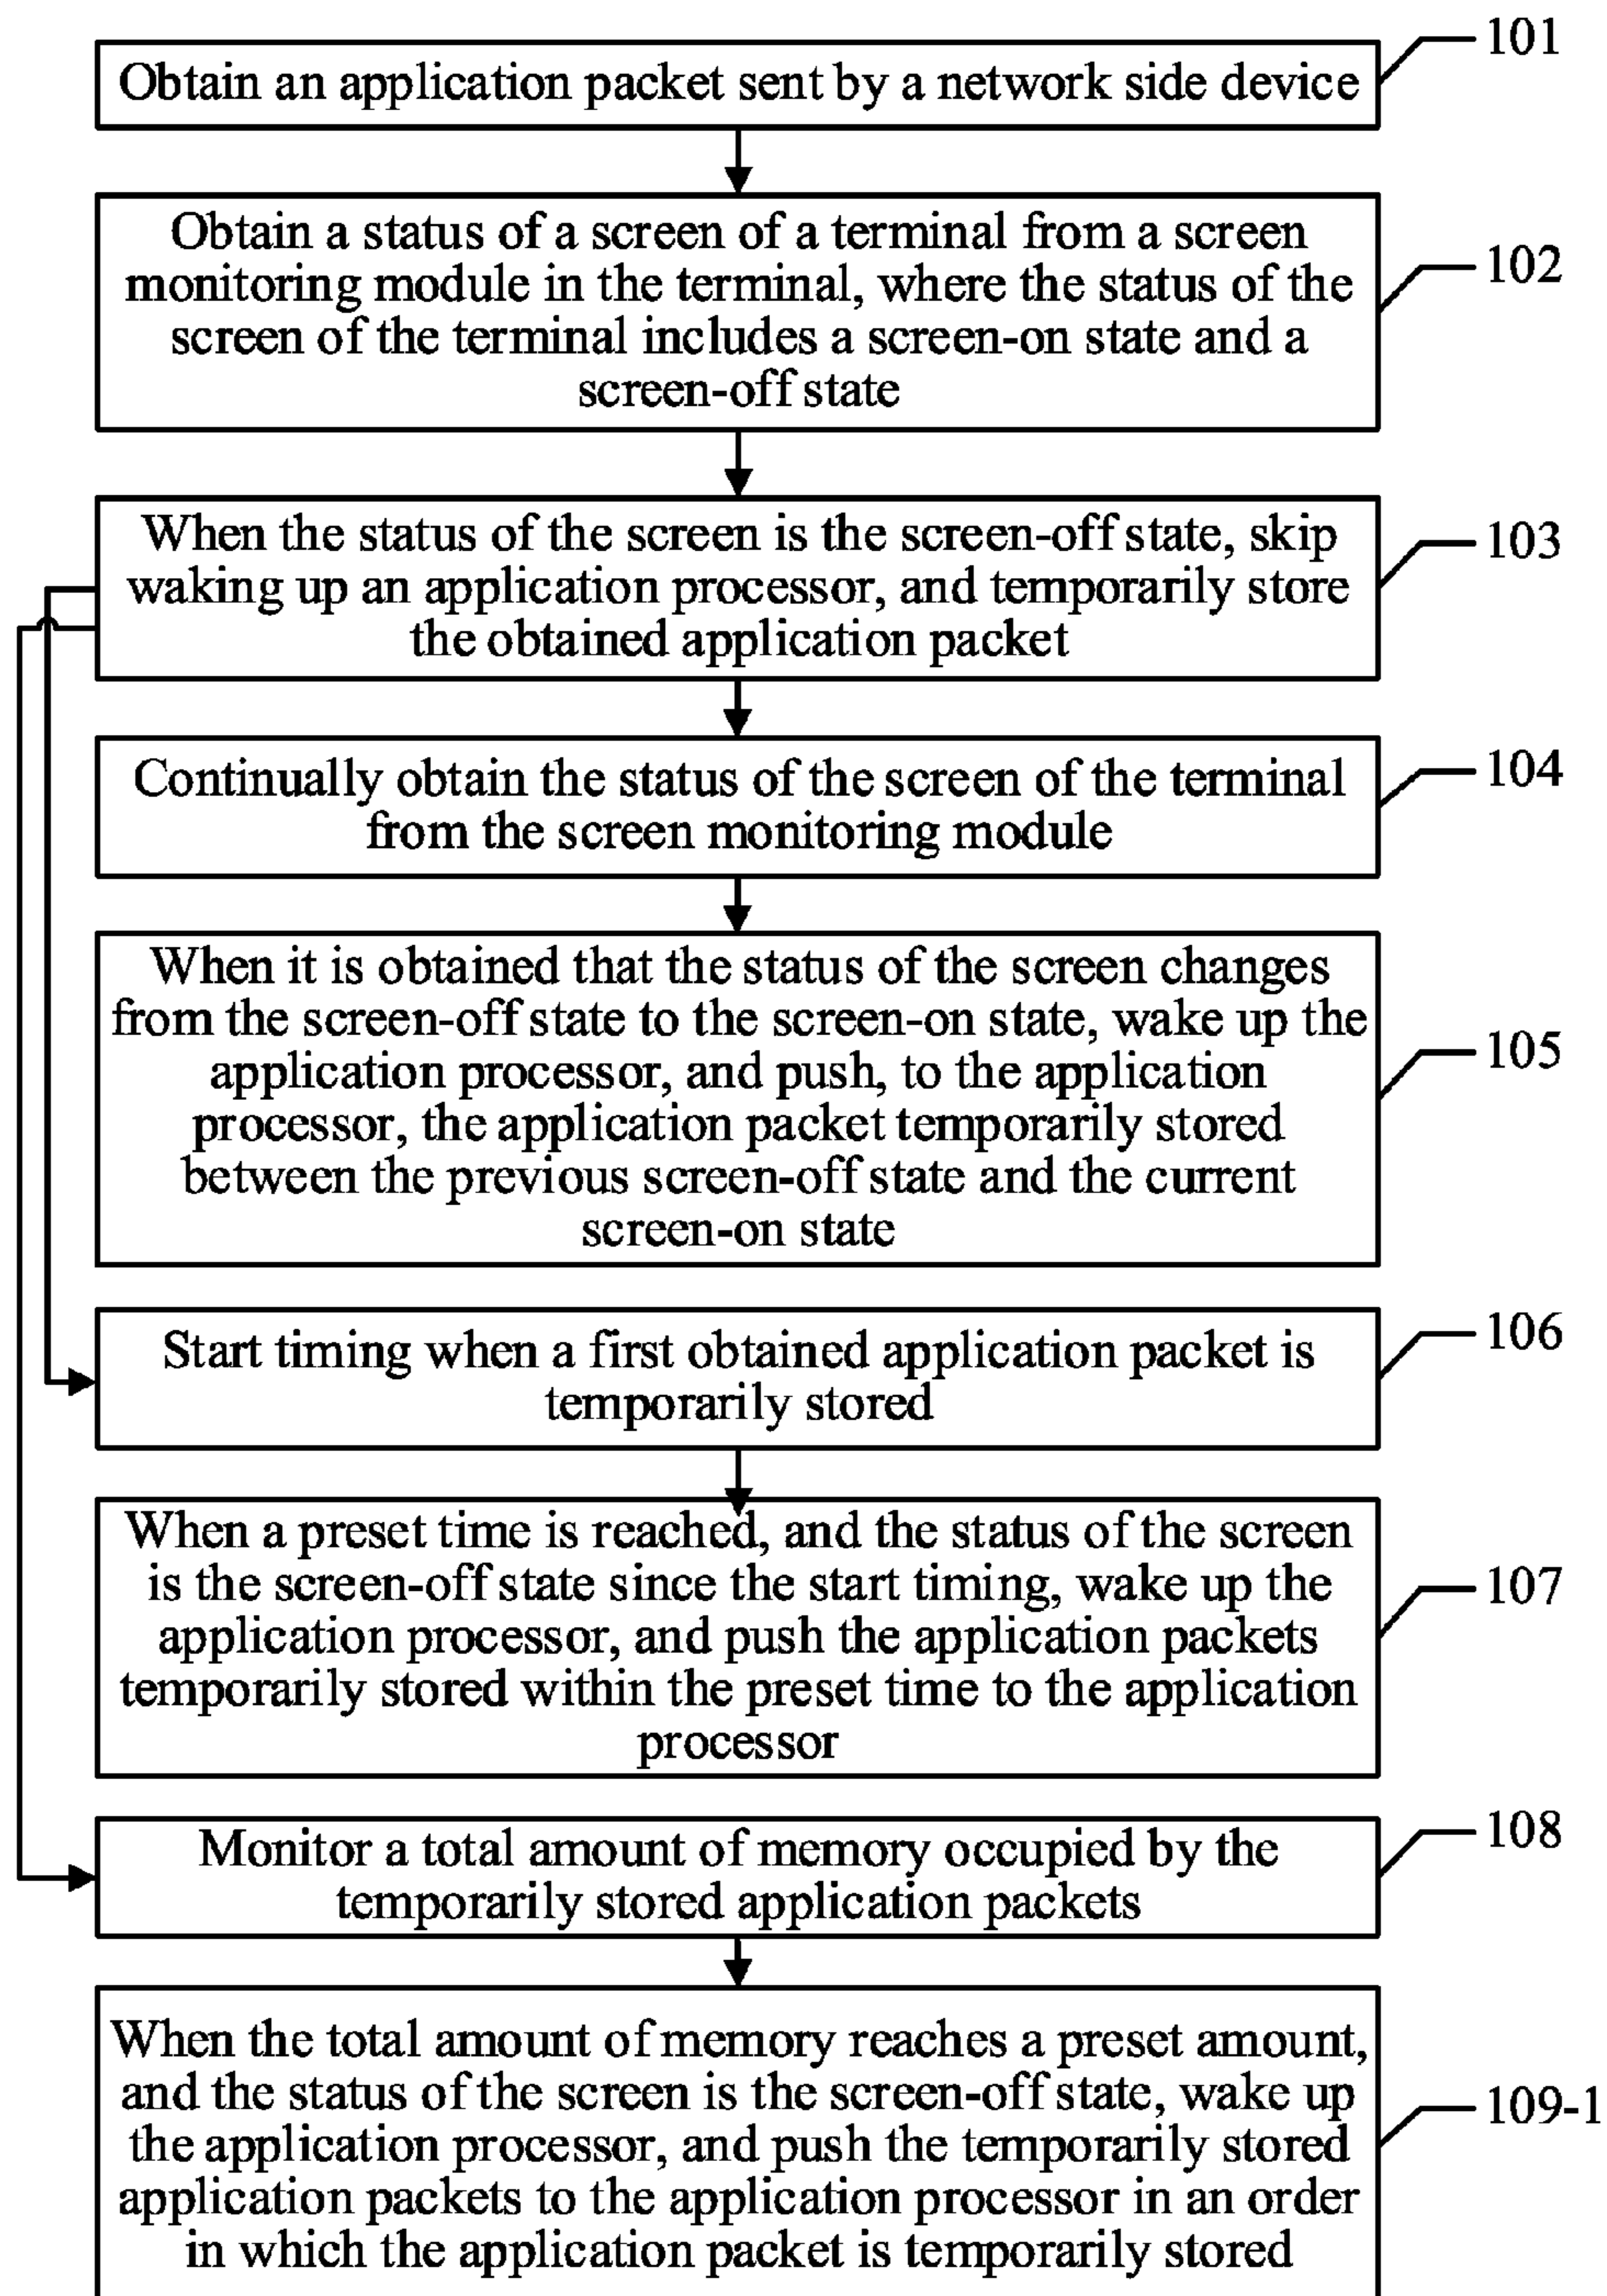 101
Obtain an application packet sent by a network side device
Obtain a status of a screen of a terminal from a screen
monitoring module in the terminal, where the status of the
screen of the terminal includes a screen-on state and a
screen-off state
102
When the status of the screen is the screen-off state, skip
waking up an application processor, and temporarily store
the obtained application packet
103
Continually obtain the status of the screen of the terminal
from the screen monitoring module
104
When it is obtained that the status of the screen changes
from the screen-off state to the screen-on state, wake up the
application processor, and push, to the application
processor, the application packet temporarily stored
between the previous screen-off state and the current
screen-on state
105
Start timing when a first obtained application packet is
temporarily stored
106
When a preset time is reached, and the status of the screen
is the screen-off state since the start timing, wake up the
application processor, and push the application packets
temporarily stored within the preset time to the application
processor
107
Monitor a total amount of memory occupied by the
temporarily stored application packets
108
When the total amount of memory reaches a preset amount,
and the status of the screen is the screen-off state, wake up
the application processor, and push the temporarily stored
application packets to the application processor in an order
in which the application packet is temporarily stored
109-1